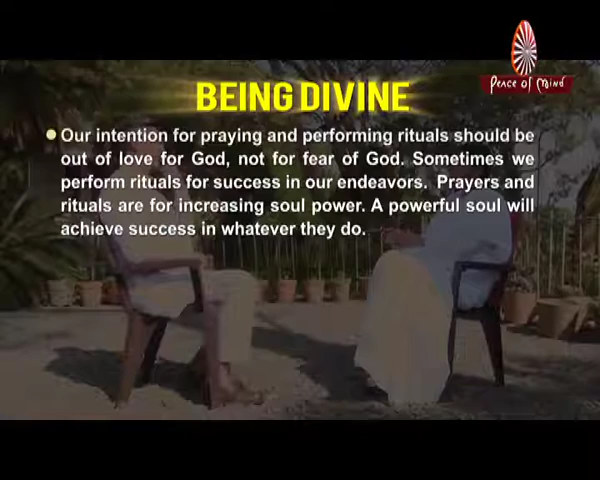 Peace of Mind
BEING DIVINE
Our intention for praying and performing rituals should be
out of love for God, not for fear of God. Sometimes we
perform rituals for success in our endeavors. Prayers and
rituals are for increasing soul power. A powerful soul will
achieve success in whatever they do.